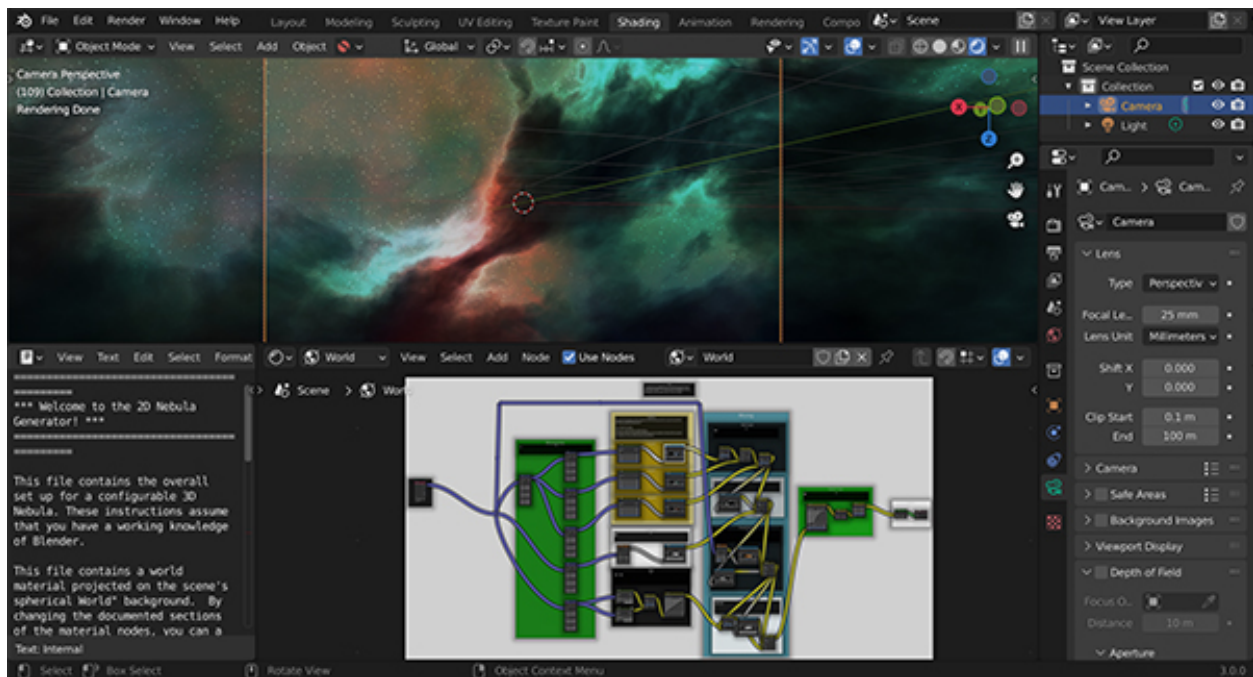 File Edit Render Window Help Layout Modeling Sculpting UV Editing Texture Paint Shading Animation Rendering Compo Scene View Layer
Object Mode View Select Add Object Global
Camera Perspective
(109) Collection | Camera
Rendering Done
X
Y
Z
Scene Collection
Collection
Camera
Light
Cam.. > Cam..
Camera
Lens
Type Perspectiv
Focal Le.. 25 mm
Lens Unit Millimeters
Shift X 0.000
Y 0.000
Clip Start 0.1 m
End 100 m
Camera
Safe Areas
Background Images
Viewport Display
Depth of Field
Focus O..
Distance 10 m
Aperture
View Text Edit Select Format
World View Select Add Node Use Nodes World
Scene > Worl
===================================
=========
*** Welcome to the 2D Nebula
Generator! ***
===================================
=========
This file contains the overall
set up for a configurable 3D
Nebula. These instructions assume
that you have a working knowledge
of Blender.
This file contains a world
material projected on the scene's
spherical World" background. By
changing the documented sections
of the material nodes, you can a
Text: Internal
Select Box Select Rotate View Object Context Menu 3.0.0